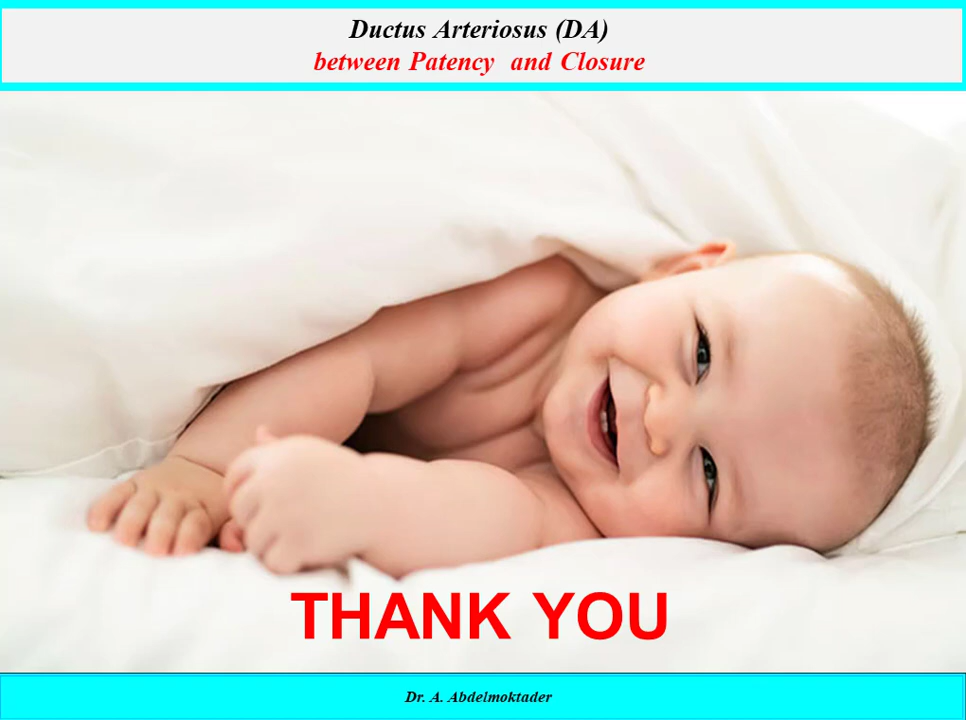 Ductus Arteriosus (DA)
between Patency and Closure
THANK YOU
Dr. A. Abdelmoktader